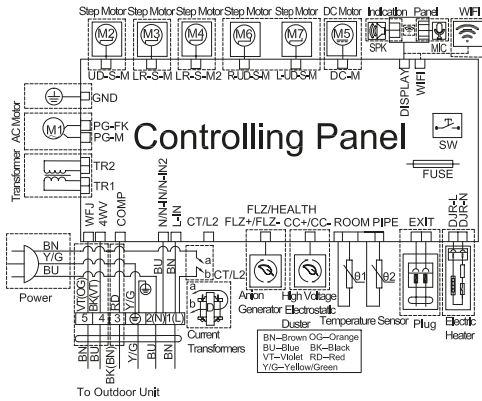 Step Motor Step Motor Step Motor Step Motor Step Motor DC Motor Indication Panel WIFI
M2 M3 M4 M6 M7 M5 SPK MIC
UD-S-M LR-S-M LR-S-M2 R-UD-S-M L-UD-S-M DC-M
DISPLAY
WIFI
AC Motor
GND
M1
PG-FK
PG-M
Controlling Panel
SW
FUSE
Transformer
TR2
TR1
WFJ
4WV
COMP
N/N-IN/N-IN2
L-IN
CT/L2
FLZ/HEALTH
FLZ+/FLZ- CC+/CC- ROOM PIPE EXIT
DJR-L
DJR-N
BN
Y/G
BU
Power
a
b
CT/L2
a
b
VT(OG)
BK(VT)
RD
Y/G
BU
BN
5 4 3 2(N) 1(L)
BN
BU
BK(BN)
Y/G
BU
BN
To Outdoor Unit
Current
Transformers
Anion
Generator
High Voltage
Electrostatic
Duster
θ1 θ2
Temperature Sensor
Plug
Electric
Heater
BN-Brown OG-Orange
BU-Blue BK-Black
VT-Violet RD-Red
Y/G-Yellow/Green